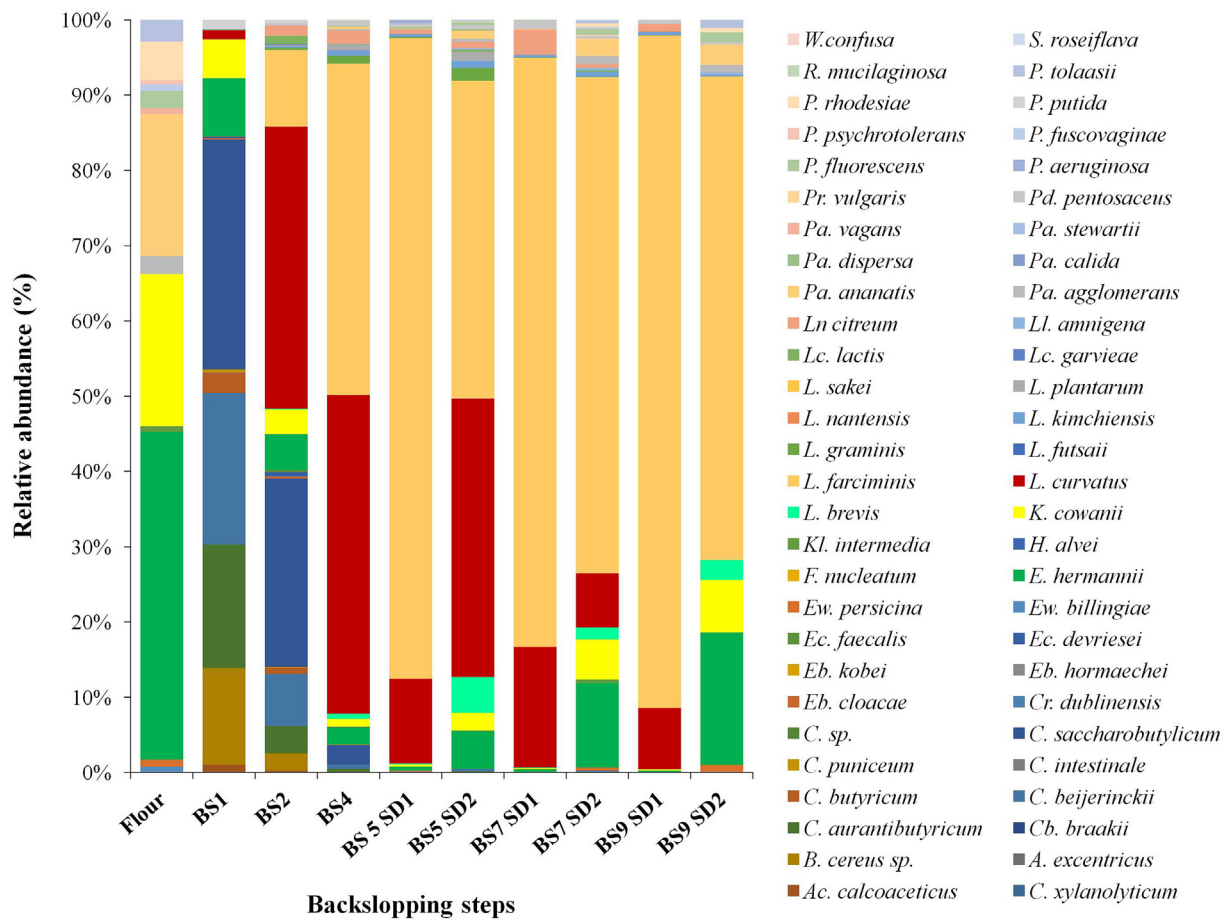 100%
90%
80%
70%
60%
50%
40%
30%
20%
10%
0%
Relative abundance (%)
Flour
BS1
BS2
BS4
BS 5 SD1
BS5 SD2
BS7 SD1
BS7 SD2
BS9 SD1
BS9 SD2
Backslopping steps
W.confusa S. roseiflava
R. mucilaginosa P. tolaasii
P. rhodesiae P. putida
P. psychrotolerans P. fuscovaginae
P. fluorescens P. aeruginosa
Pr. vulgaris Pd. pentosaceus
Pa. vagans Pa. stewartii
Pa. dispersa Pa. calida
Pa. ananatis Pa. agglomerans
Ln citreum Ll. amnigena
Lc. lactis Lc. garvieae
L. sakei L. plantarum
L. nantensis L. kimchiensis
L. graminis L. futsaii
L. farciminis L. curvatus
L. brevis K. cowanii
Kl. intermedia H. alvei
F. nucleatum E. hermannii
Ew. persicina Ew. billingiae
Ec. faecalis Ec. devriesei
Eb. kobei Eb. hormaechei
Eb. cloacae Cr. dublinensis
C. sp. C. saccharobutylicum
C. puniceum C. intestinale
C. butyricum C. beijerinckii
C. aurantibutyricum Cb. braakii
B. cereus sp. A. excentricus
Ac. calcoaceticus C. xylanolyticum